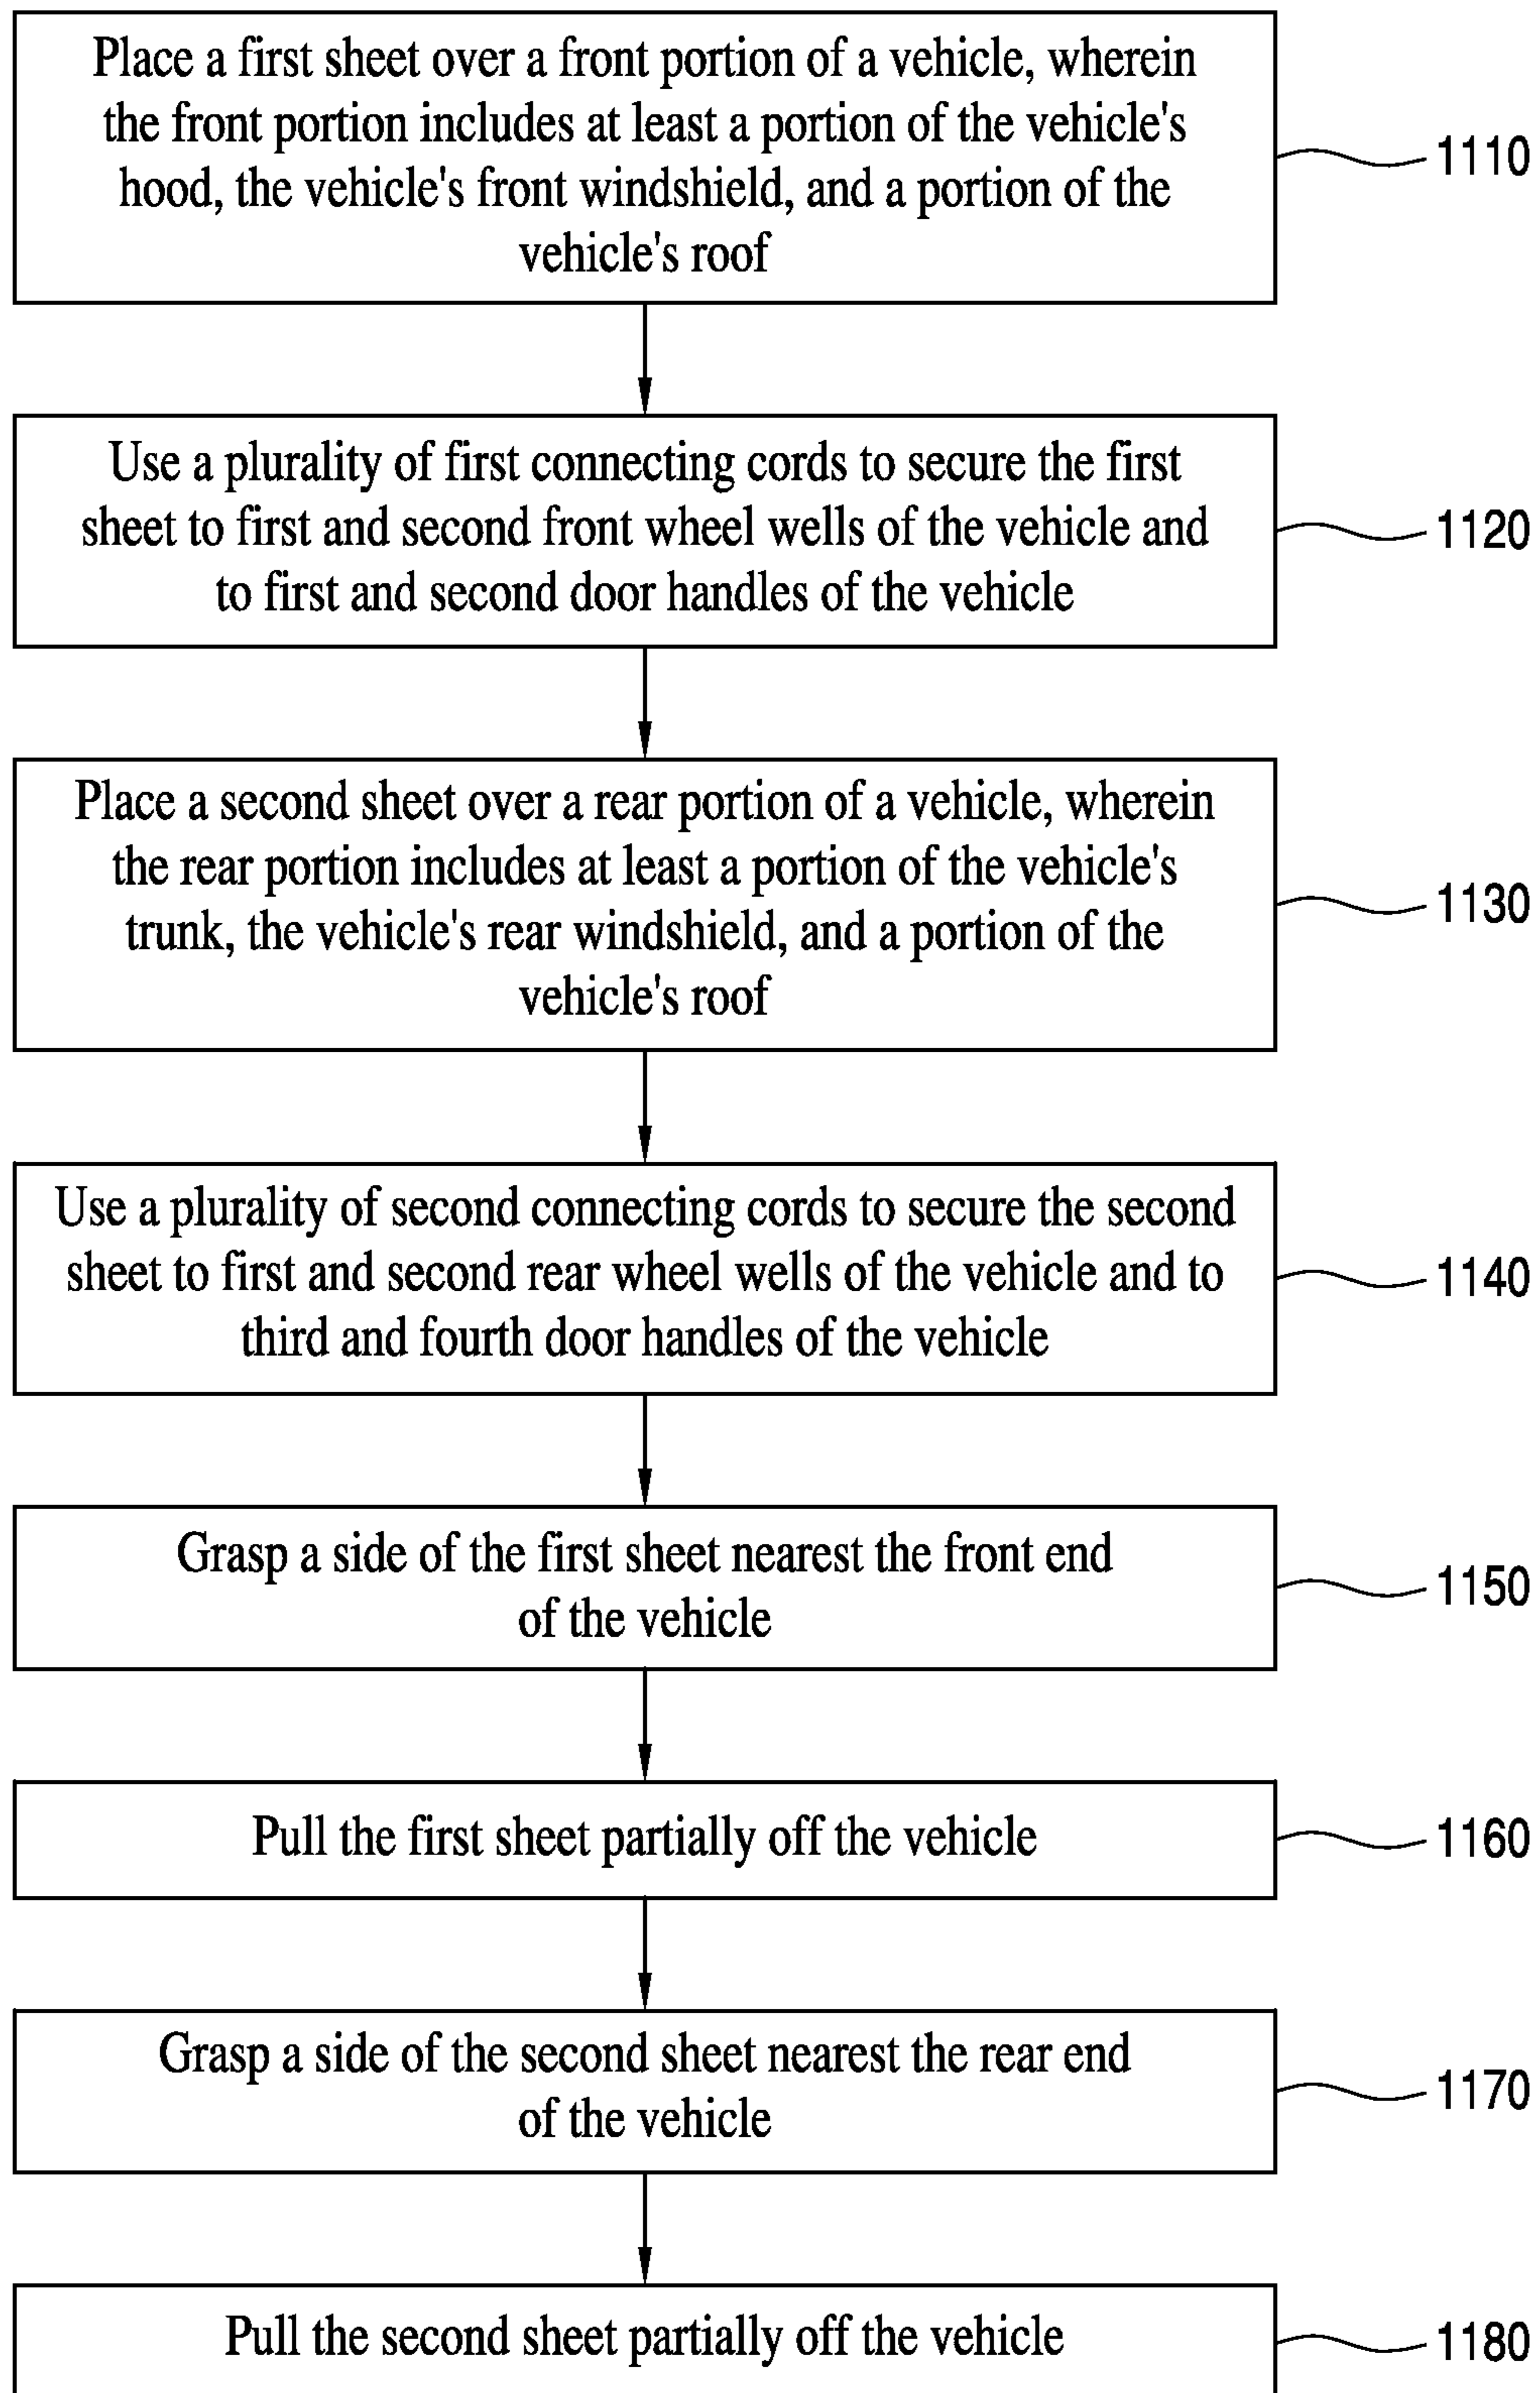 Place a first sheet over a front portion of a vehicle, wherein
the front portion includes at least a portion of the vehicle's
hood, the vehicle's front windshield, and a portion of the
vehicle's roof
1110
Use a plurality of first connecting cords to secure the first
sheet to first and second front wheel wells of the vehicle and
to first and second door handles of the vehicle
1120
Place a second sheet over a rear portion of a vehicle, wherein
the rear portion includes at least a portion of the vehicle's
trunk, the vehicle's rear windshield, and a portion of the
vehicle's roof
1130
Use a plurality of second connecting cords to secure the second
sheet to first and second rear wheel wells of the vehicle and to
third and fourth door handles of the vehicle
1140
Grasp a side of the first sheet nearest the front end
of the vehicle
1150
Pull the first sheet partially off the vehicle
1160
Grasp a side of the second sheet nearest the rear end
of the vehicle
1170
Pull the second sheet partially off the vehicle
1180